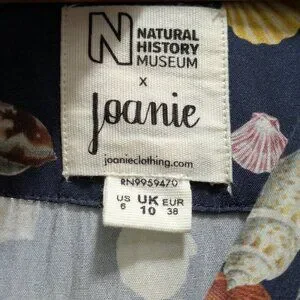 N NATURAL
HISTORY
MUSEUM
x
joanie
joanieclothing.com
RN9959470
US UK EUR
6 10 38